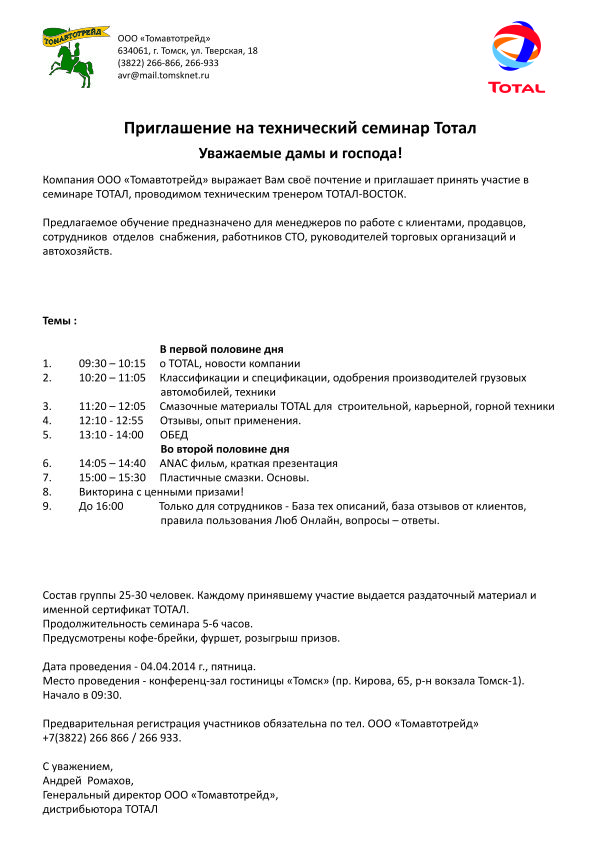 ТОМАВТОТРЕЙД
ООО «Томавтотрейд»
634061, г. Томск, ул. Тверская, 18
(3822) 266-866, 266-933
avr@mail.tomsknet.ru
TOTAL
Приглашение на технический семинар Тотал
Уважаемые дамы и господа!
Компания ООО «Томавтотрейд» выражает Вам своё почтение и приглашает принять участие в
семинаре ТОТАЛ, проводимом техническим тренером ТОТАЛ-ВОСТОК.
Предлагаемое обучение предназначено для менеджеров по работе с клиентами, продавцов,
сотрудников отделов снабжения, работников СТО, руководителей торговых организаций и
автохозяйств.
Темы :
В первой половине дня
1. 09:30 – 10:15 о TOTAL, новости компании
2. 10:20 – 11:05 Классификации и спецификации, одобрения производителей грузовых
автомобилей, техники
3. 11:20 – 12:05 Смазочные материалы TOTAL для строительной, карьерной, горной техники
4. 12:10 - 12:55 Отзывы, опыт применения.
5. 13:10 - 14:00 ОБЕД
Во второй половине дня
6. 14:05 – 14:40 ANAC фильм, краткая презентация
7. 15:00 – 15:30 Пластичные смазки. Основы.
8. Викторина с ценными призами!
9. До 16:00 Только для сотрудников - База тех описаний, база отзывов от клиентов,
правила пользования Люб Онлайн, вопросы – ответы.
Состав группы 25-30 человек. Каждому принявшему участие выдается раздаточный материал и
именной сертификат ТОТАЛ.
Продолжительность семинара 5-6 часов.
Предусмотрены кофе-брейки, фуршет, розыгрыш призов.
Дата проведения - 04.04.2014 г., пятница.
Место проведения - конференц-зал гостиницы «Томск» (пр. Кирова, 65, р-н вокзала Томск-1).
Начало в 09:30.
Предварительная регистрация участников обязательна по тел. ООО «Томавтотрейд»
+7(3822) 266 866 / 266 933.
С уважением,
Андрей Ромахов,
Генеральный директор ООО «Томавтотрейд»,
дистрибьютора ТОТАЛ